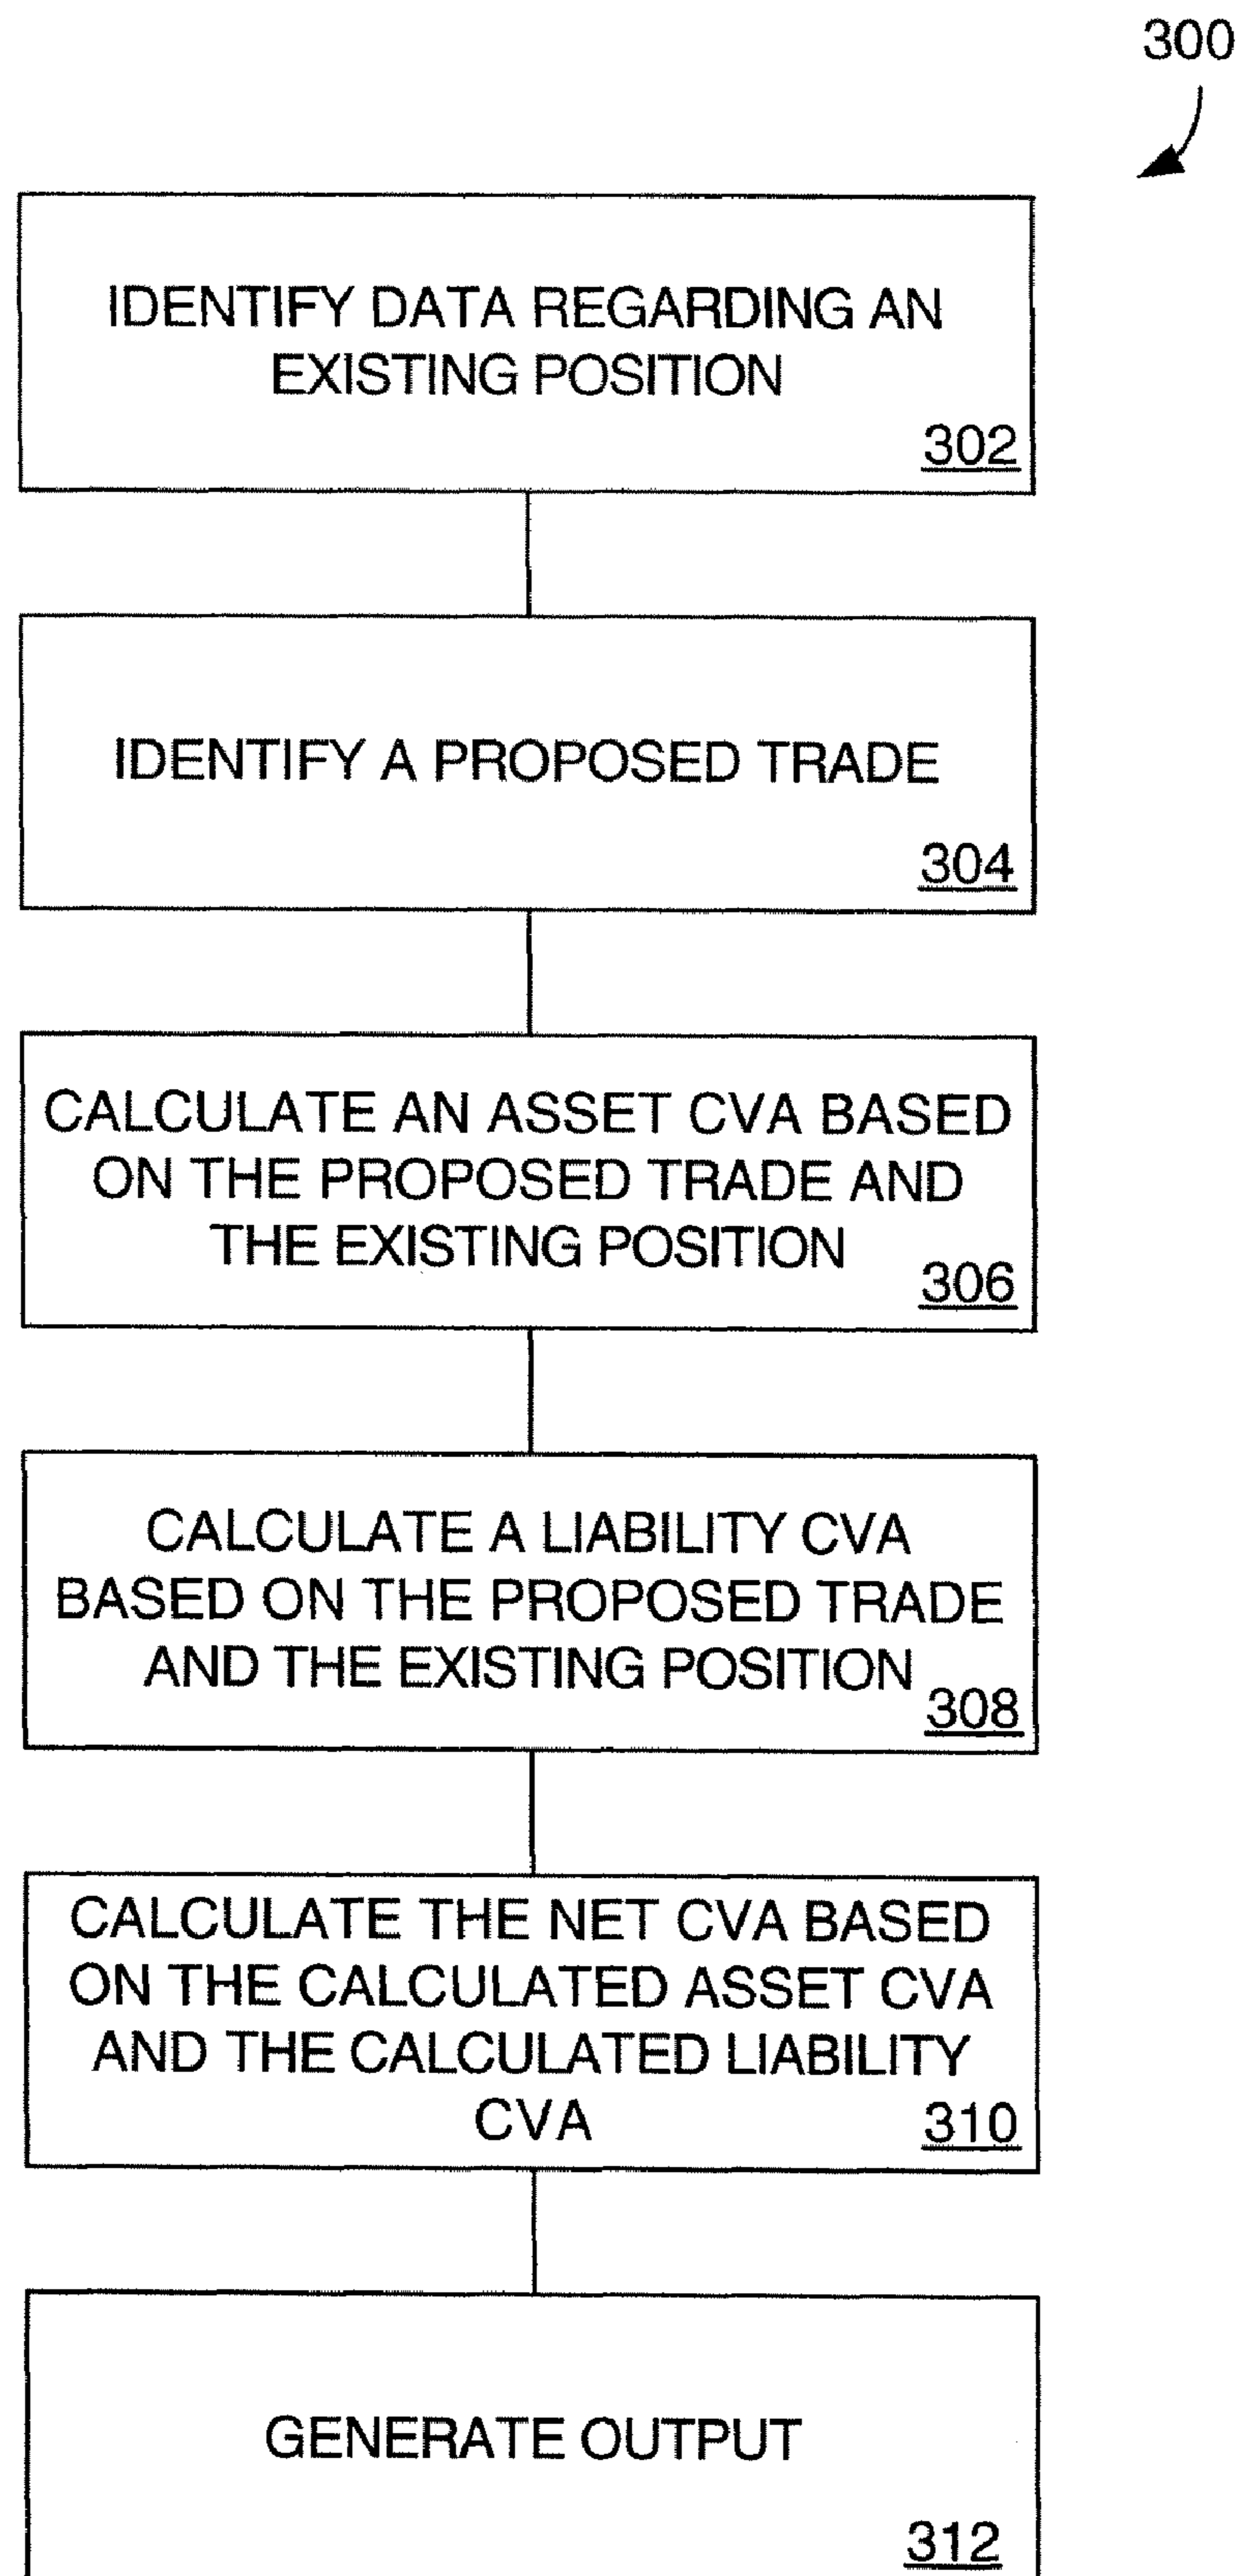 300
IDENTIFY DATA REGARDING AN
EXISTING POSITION
302
IDENTIFY A PROPOSED TRADE
304
CALCULATE AN ASSET CVA BASED
ON THE PROPOSED TRADE AND
THE EXISTING POSITION
306
CALCULATE A LIABILITY CVA
BASED ON THE PROPOSED TRADE
AND THE EXISTING POSITION
308
CALCULATE THE NET CVA BASED
ON THE CALCULATED ASSET CVA
AND THE CALCULATED LIABILITY
CVA
310
GENERATE OUTPUT
312